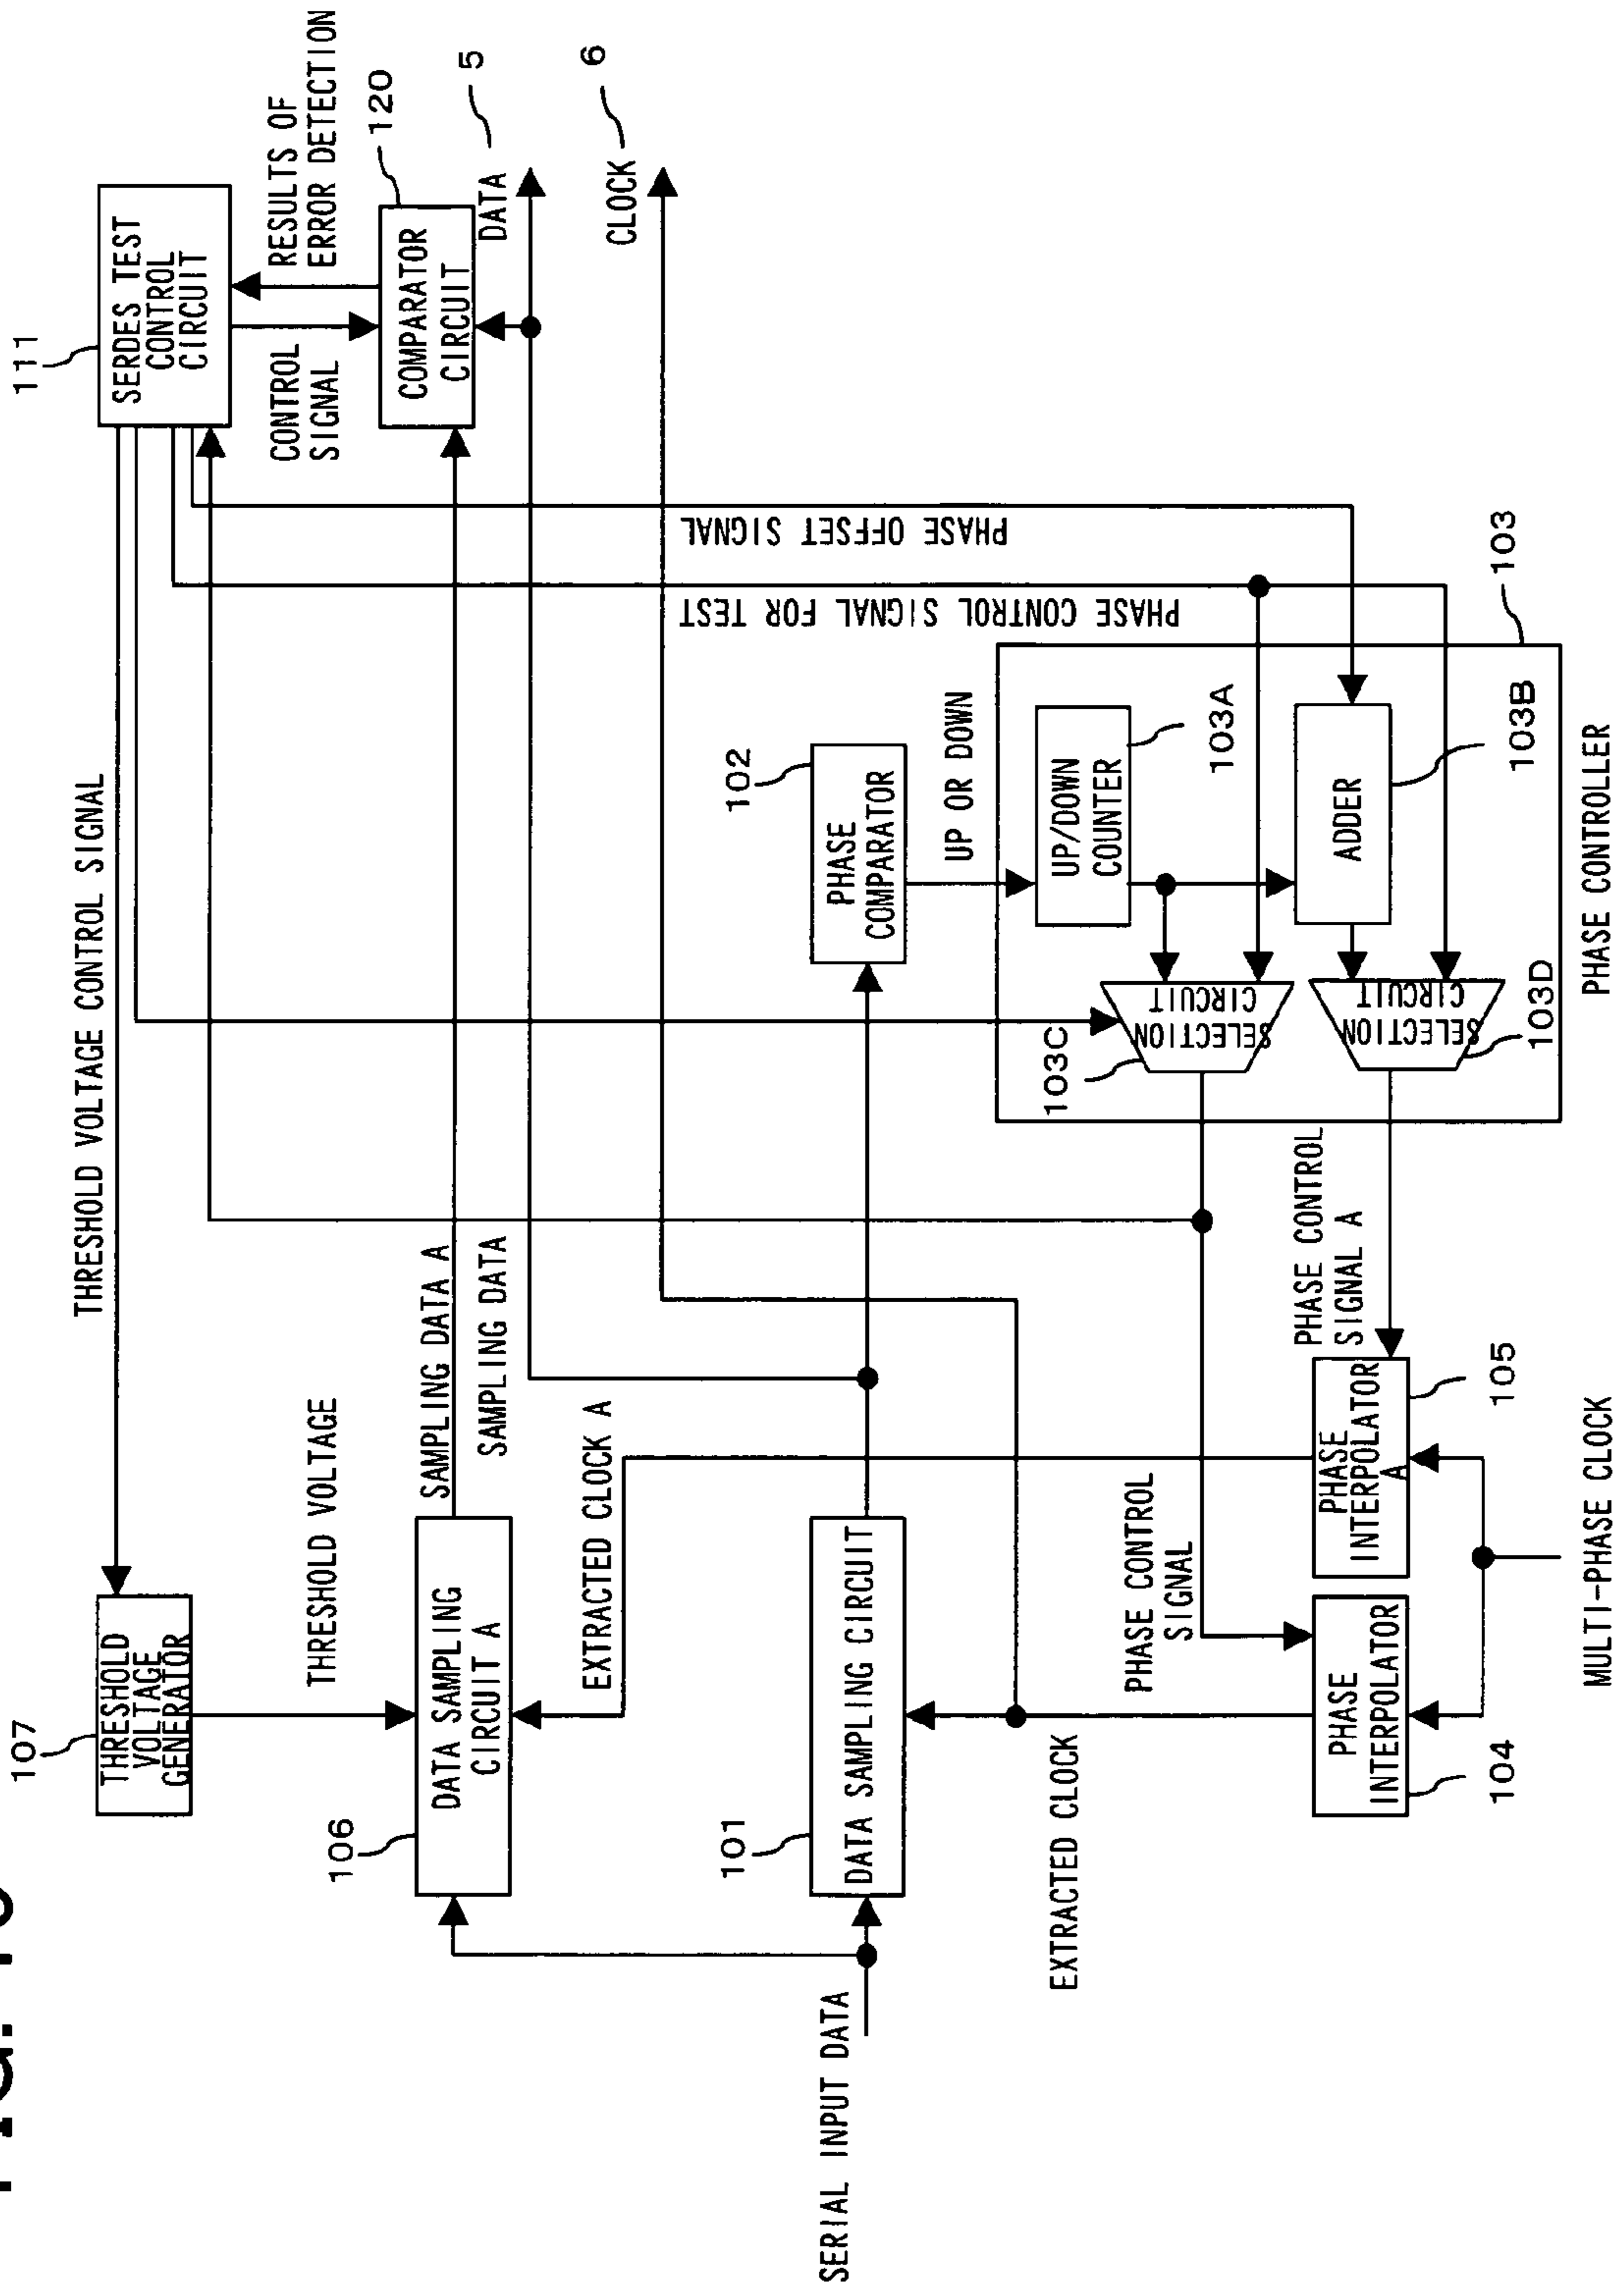 111
SERDES TEST
CONTROL
CIRCUIT
RESULTS OF
ERROR DETECTION
CONTROL
SIGNAL
120
COMPARATOR
CIRCUIT
DATA
5
CLOCK
6
THRESHOLD VOLTAGE CONTROL SIGNAL
107
THRESHOLD
VOLTAGE
GENERATOR
THRESHOLD VOLTAGE
106
DATA SAMPLING
CIRCUIT A
SAMPLING DATA A
SAMPLING DATA
EXTRACTED CLOCK A
101
DATA SAMPLING CIRCUIT
SERIAL INPUT DATA
EXTRACTED CLOCK
102
PHASE
COMPARATOR
UP OR DOWN
PHASE OFFSET SIGNAL
PHASE CONTROL SIGNAL FOR TEST
103
UP/DOWN
COUNTER
103A
ADDER
103B
SELECTION
CIRCUIT
103C
SELECTION
CIRCUIT
103D
PHASE CONTROLLER
PHASE CONTROL
SIGNAL
PHASE CONTROL
SIGNAL A
PHASE
INTERPOLATOR
104
PHASE
INTERPOLATOR
A
105
MULTI-PHASE CLOCK